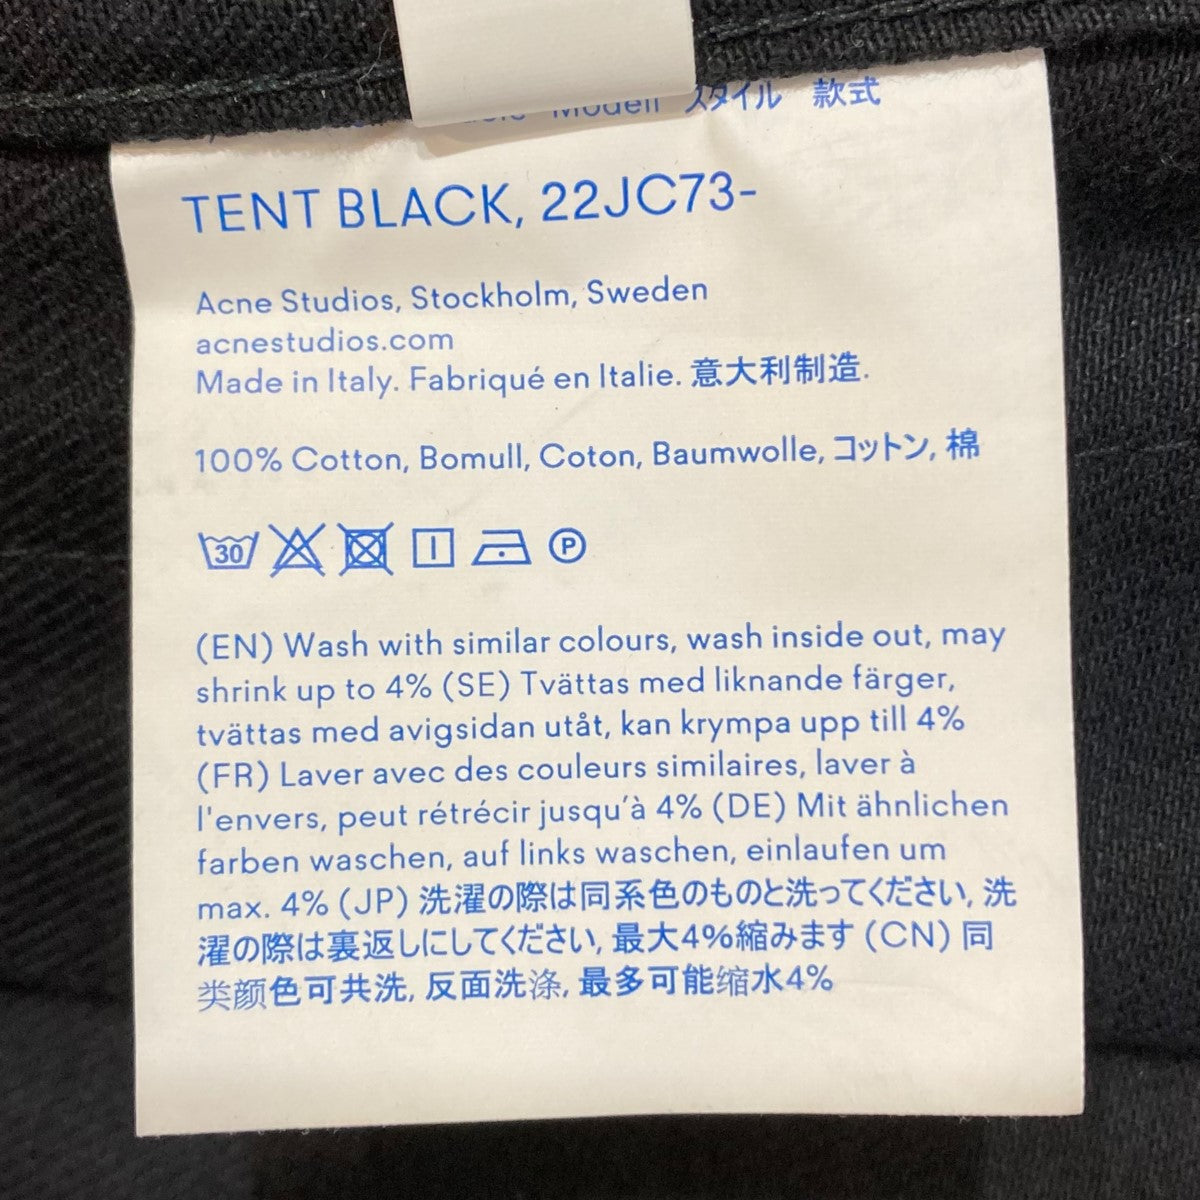 Modell スタイル 款式
TENT BLACK, 22JC73-
Acne Studios, Stockholm, Sweden
acnestudios.com
Made in Italy. Fabriqué en Italie. 意大利制造.
100% Cotton, Bomull, Coton, Baumwolle, コットン, 棉
30 P
(EN) Wash with similar colours, wash inside out, may
shrink up to 4% (SE) Tvättas med liknande färger,
tvättas med avigsidan utåt, kan krympa upp till 4%
(FR) Laver avec des couleurs similaires, laver à
l'envers, peut rétrécir jusqu'à 4% (DE) Mit ähnlichen
farben waschen, auf links waschen, einlaufen um
max. 4% (JP) 洗濯の際は同系色のものと洗ってください, 洗
濯の際は裏返しにしてください, 最大4%縮みます (CN) 同
类颜色可共洗, 反面洗涤, 最多可能缩水4%